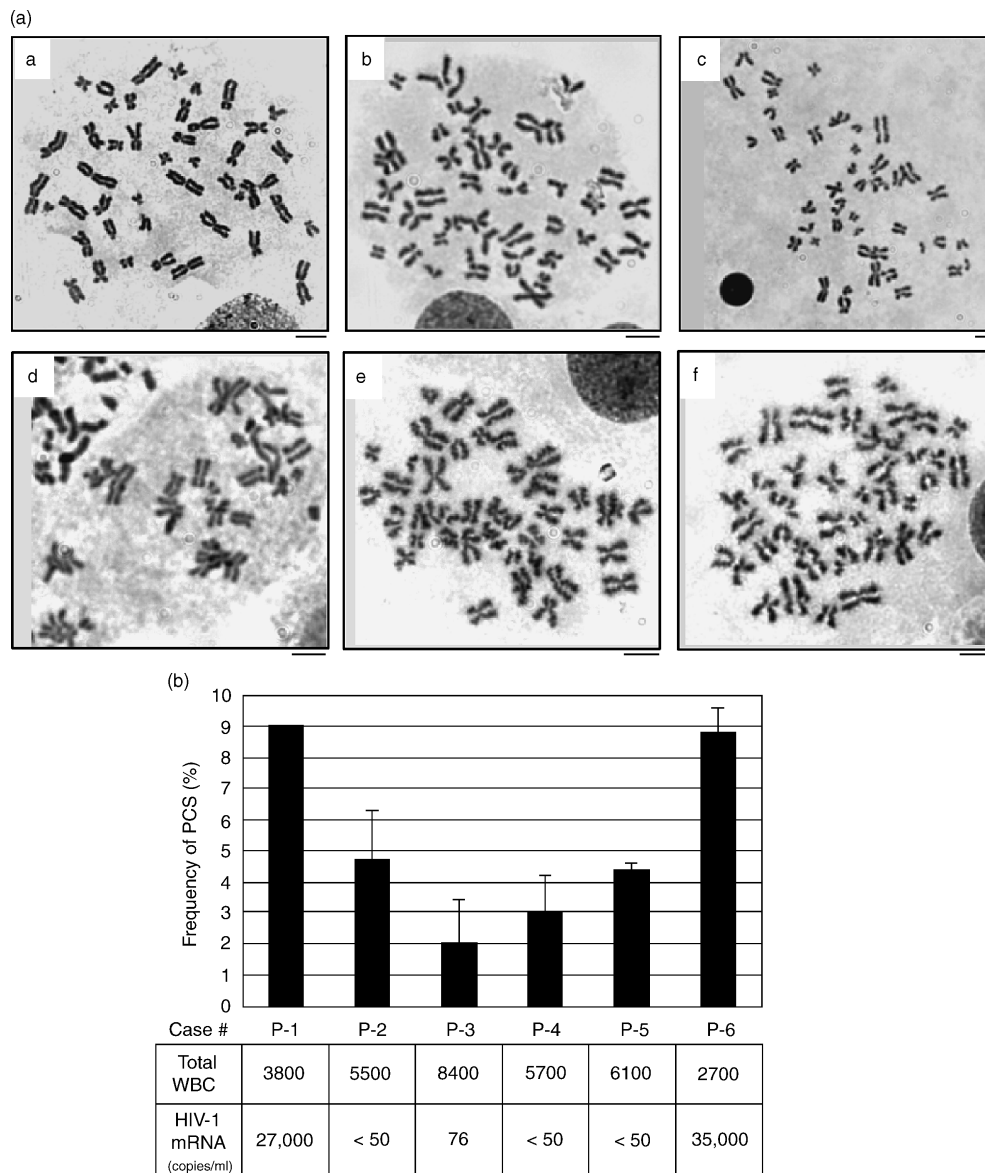 (a)
a b c
d e f
(b)
Frequency of PCS (%)
10
9
8
7
6
5
4
3
2
1
0
Case # P-1 P-2 P-3 P-4 P-5 P-6
Total WBC 3800 5500 8400 5700 6100 2700
HIV-1 mRNA (copies/ml) 27,000 < 50 76 < 50 < 50 35,000